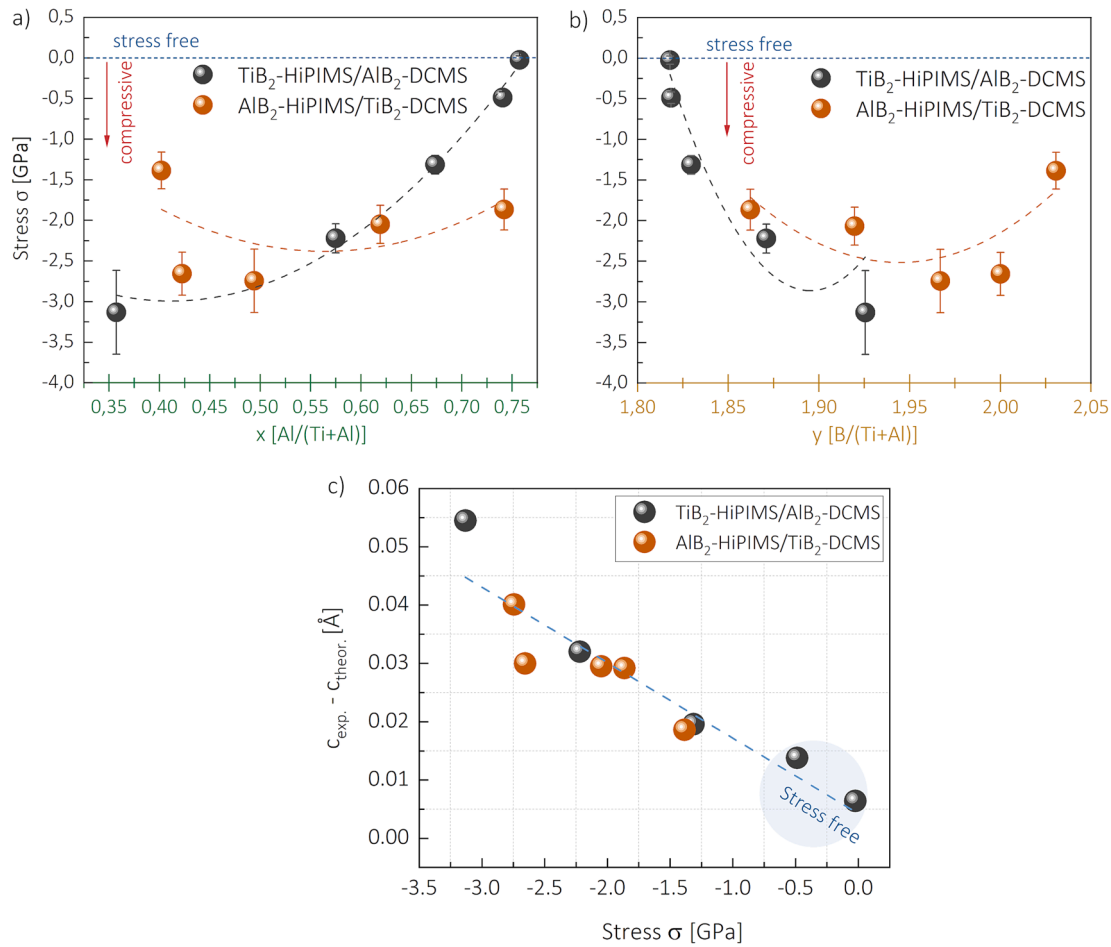 a)
0,5
0,0
-0,5
-1,0
-1,5
-2,0
-2,5
-3,0
-3,5
-4,0
Stress σ [GPa]
stress free
compressive
TiB₂-HiPIMS/AlB₂-DCMS
AlB₂-HiPIMS/TiB₂-DCMS
0,35 0,40 0,45 0,50 0,55 0,60 0,65 0,70 0,75
x [Al/(Ti+Al)]
b)
0,5
0,0
-0,5
-1,0
-1,5
-2,0
-2,5
-3,0
-3,5
-4,0
stress free
compressive
TiB₂-HiPIMS/AlB₂-DCMS
AlB₂-HiPIMS/TiB₂-DCMS
1,80 1,85 1,90 1,95 2,00 2,05
y [B/(Ti+Al)]
c)
0.06
0.05
0.04
0.03
0.02
0.01
0.00
c exp. - c theor. [Å]
TiB₂-HiPIMS/AlB₂-DCMS
AlB₂-HiPIMS/TiB₂-DCMS
Stress free
-3.5 -3.0 -2.5 -2.0 -1.5 -1.0 -0.5 0.0
Stress σ [GPa]